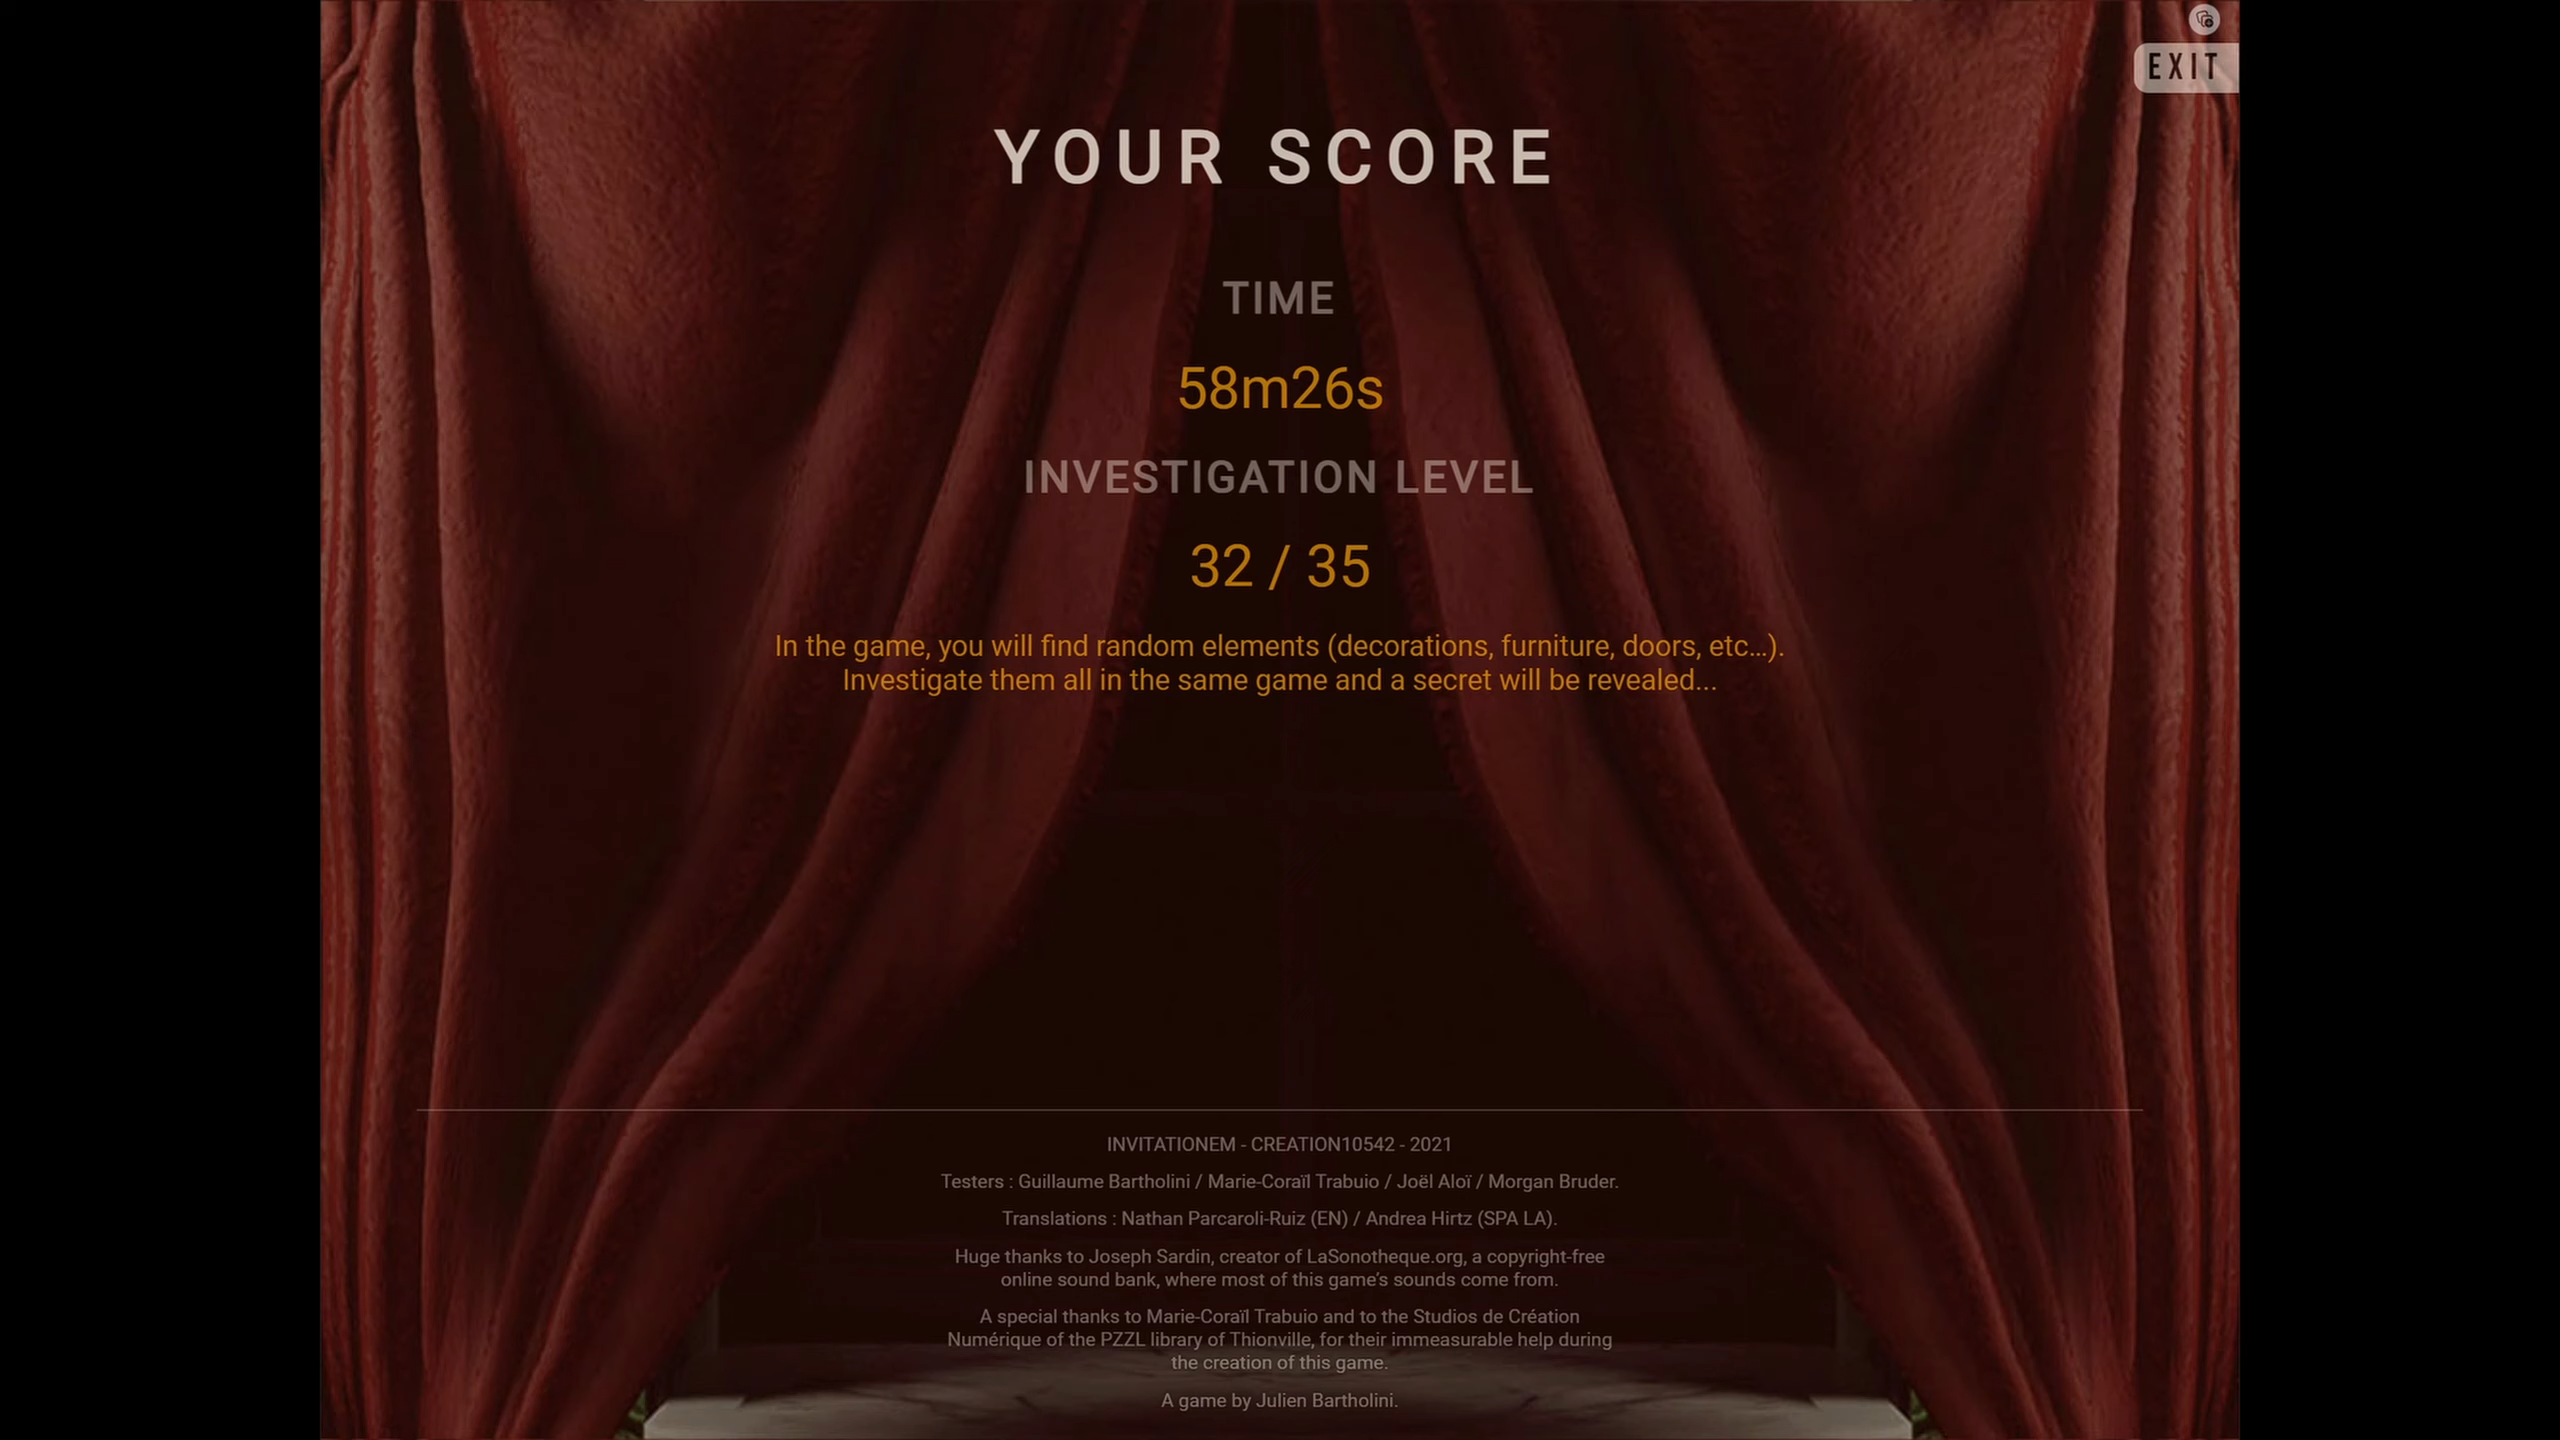 EXIT
YOUR SCORE
TIME
58m26s
INVESTIGATION LEVEL
32 / 35
In the game, you will find random elements (decorations, furniture, doors, etc...).
Investigate them all in the same game and a secret will be revealed...
INVITATIONEM - CREATION10542 - 2021
Testers : Guillaume Bartholini / Marie-Coraïl Trabuio / Joël Aloï / Morgan Bruder.
Translations : Nathan Parcaroli-Ruiz (EN) / Andrea Hirtz (SPA LA).
Huge thanks to Joseph Sardin, creator of LaSonotheque.org, a copyright-free
online sound bank, where most of this game's sounds come from.
A special thanks to Marie-Coraïl Trabuio and to the Studios de Création
Numérique of the PZZL library of Thionville, for their immeasurable help during
the creation of this game.
A game by Julien Bartholini.